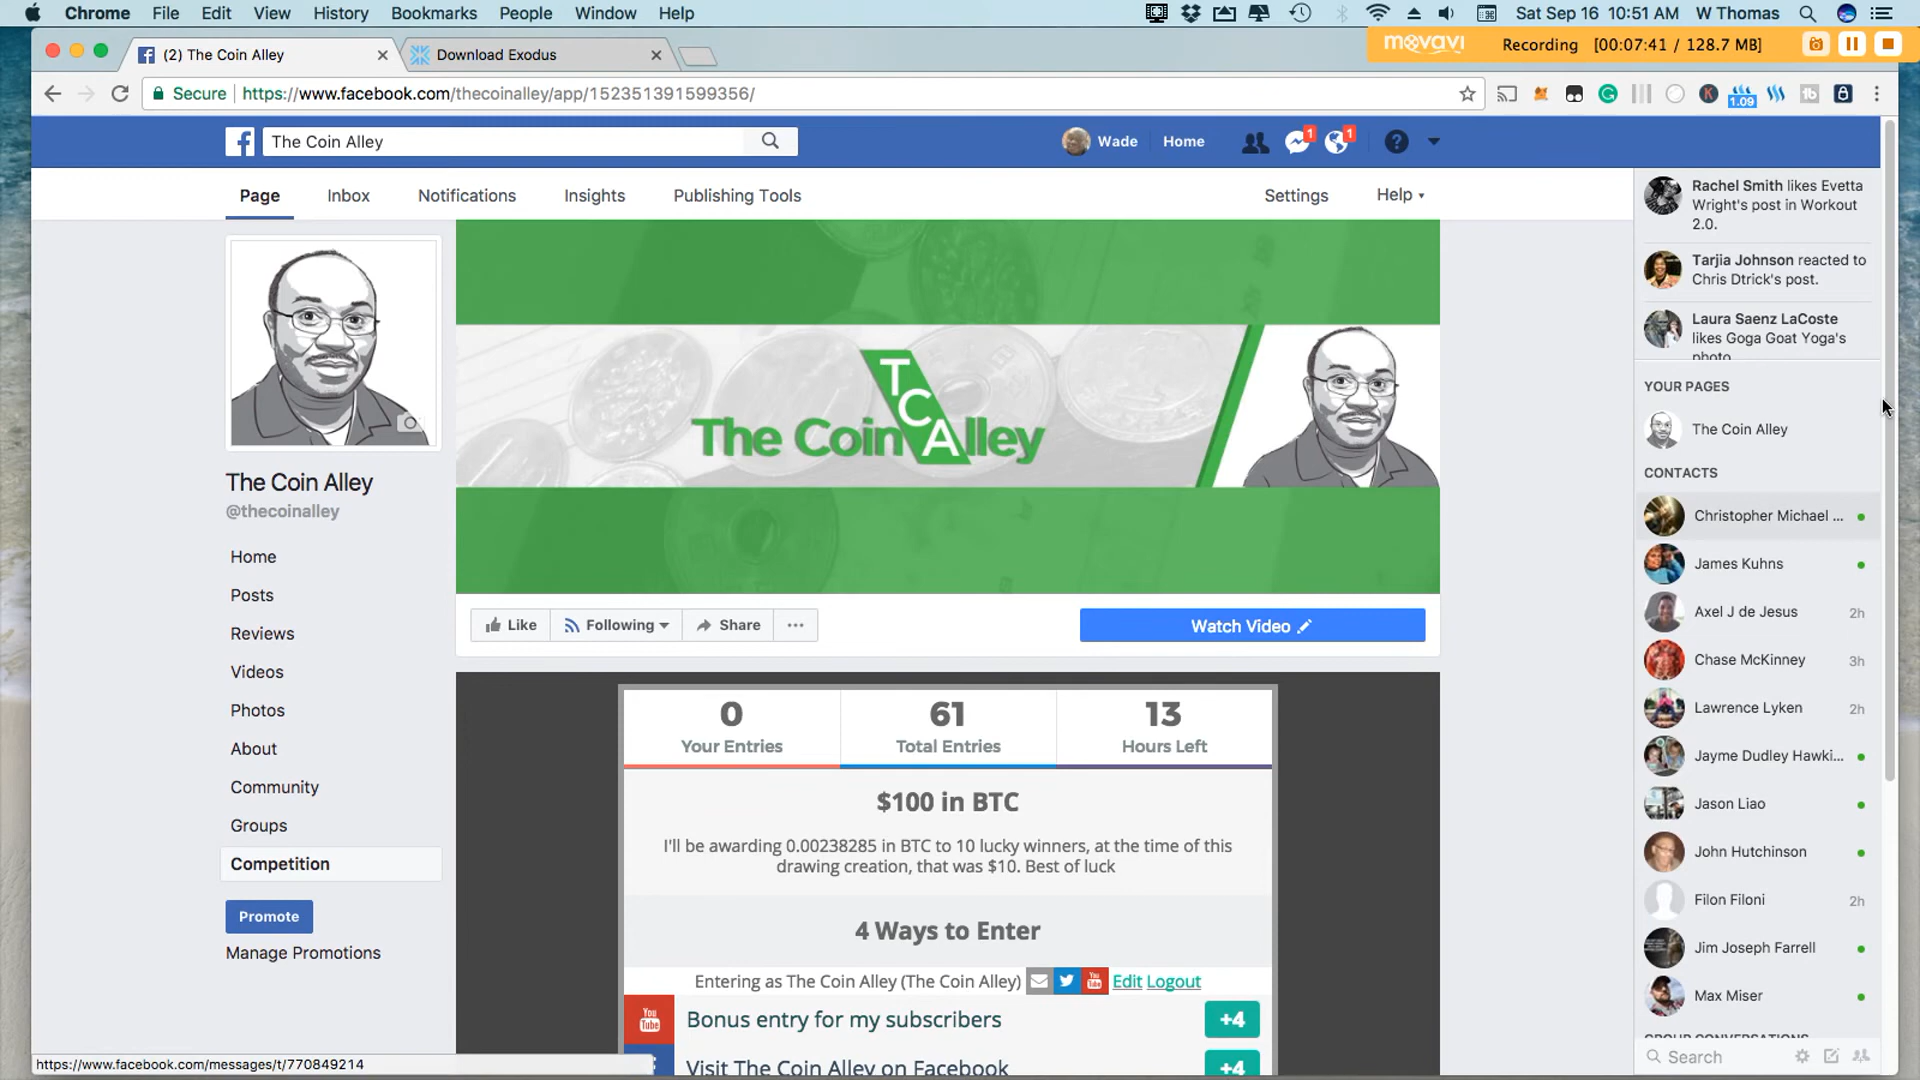 Chrome File Edit View History Bookmarks People Window Help Sat Sep 16 10:51 AM W Thomas
movavi Recording [00:07:41 / 128.7 MB]
(2) The Coin Alley Download Exodus
Secure https://www.facebook.com/thecoinalley/app/152351391599356/
1.09
The Coin Alley Wade Home 1 1
Page Inbox Notifications Insights Publishing Tools Settings Help
Rachel Smith likes Evetta
Wright's post in Workout
2.0.
Tarjia Johnson reacted to
Chris Dtrick's post.
Laura Saenz LaCoste
likes Goga Goat Yoga's
photo
YOUR PAGES
The Coin Alley
CONTACTS
Christopher Michael ...
James Kuhns
Axel J de Jesus 2h
Chase McKinney 3h
Lawrence Lyken 2h
Jayme Dudley Hawki...
Jason Liao
John Hutchinson
Filon Filoni 2h
Jim Joseph Farrell
Max Miser
GROUP CONVERSATIONS
Search
The Coin Alley
@thecoinalley
Home
Posts
Reviews
Videos
Photos
About
Community
Groups
Competition
Promote
Manage Promotions
TCA
The Coin Alley
Like Following Share ... Watch Video
0 61 13
Your Entries Total Entries Hours Left
$100 in BTC
I'll be awarding 0.00238285 in BTC to 10 lucky winners, at the time of this
drawing creation, that was $10. Best of luck
4 Ways to Enter
Entering as The Coin Alley (The Coin Alley) You Tube Edit Logout
You Tube Bonus entry for my subscribers +4
Visit The Coin Alley on Facebook +4
https://www.facebook.com/messages/t/770849214